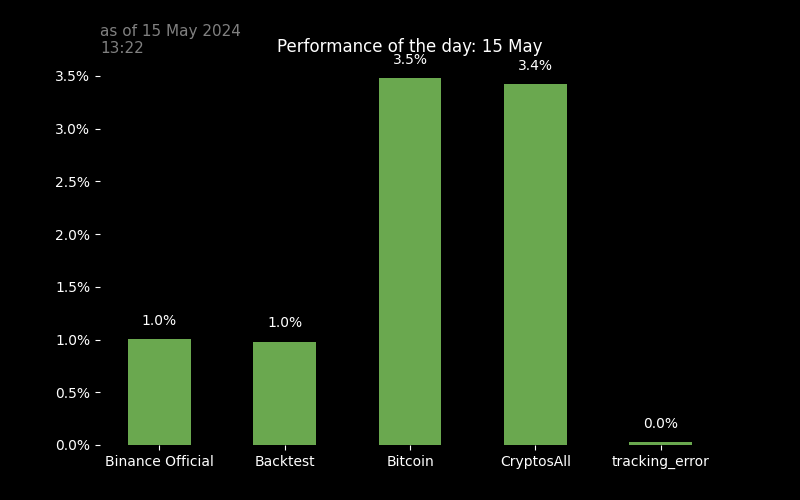 as of 15 May 2024
13:22
Performance of the day: 15 May
3.5%
3.0%
2.5%
2.0%
1.5%
1.0%
0.5%
0.0%
1.0%
1.0%
3.5%
3.4%
0.0%
Binance Official
Backtest
Bitcoin
CryptosAll
tracking_error